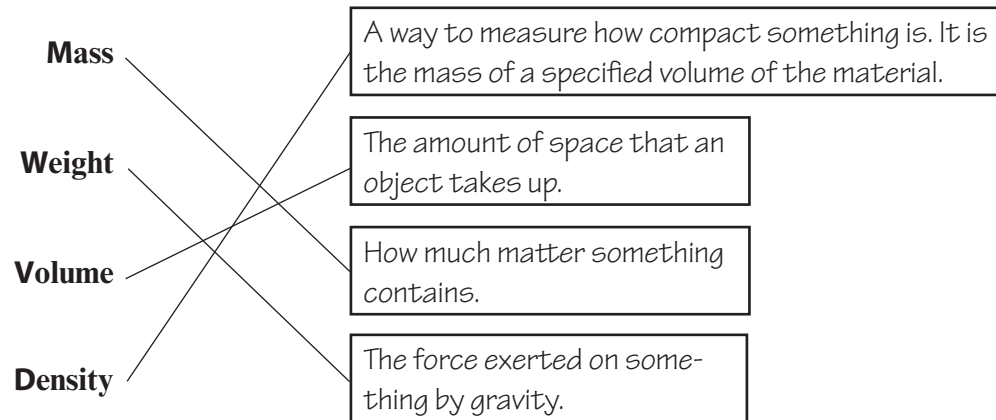 Mass
A way to measure how compact something is. It is
the mass of a specified volume of the material.
Weight
The amount of space that an
object takes up.
Volume
How much matter something
contains.
Density
The force exerted on some-
thing by gravity.